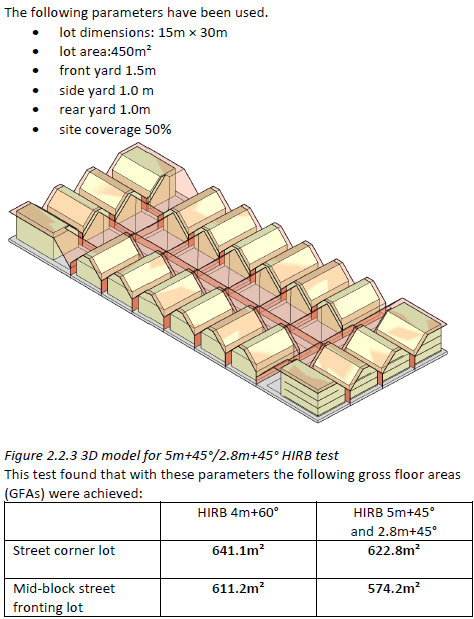 The following parameters have been used.
• lot dimensions: 15m × 30m
• lot area:450m²
• front yard 1.5m
• side yard 1.0 m
• rear yard 1.0m
• site coverage 50%
Figure 2.2.3 3D model for 5m+45°/2.8m+45° HIRB test
This test found that with these parameters the following gross floor areas
(GFAs) were achieved:
HIRB 4m+60° HIRB 5m+45°
and 2.8m+45°
Street corner lot 641.1m² 622.8m²
Mid-block street 611.2m² 574.2m²
fronting lot